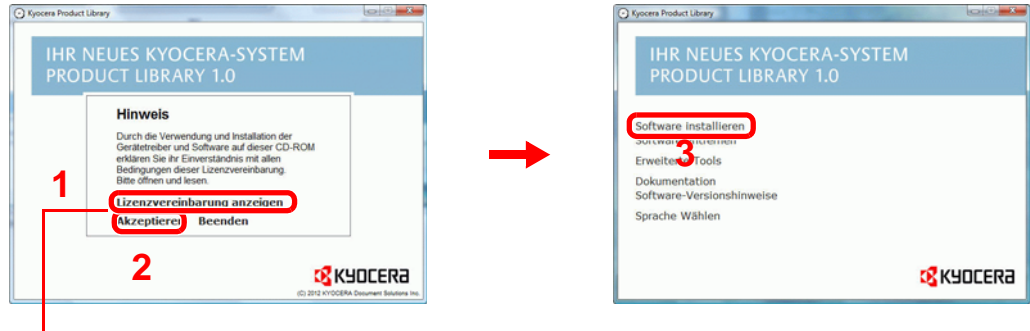 Kyocera Product Library
IHR NEUES KYOCERA-SYSTEM
PRODUCT LIBRARY 1.0
Hinweis
Durch die Verwendung und Installation der
Gerätetreiber und Software auf dieser CD-ROM
erklären Sie ihr Einverständnis mit allen
Bedingungen dieser Lizenzvereinbarung.
Bitte öffnen und lesen.
1
Lizenzvereinbarung anzeigen
Akzeptieren Beenden
2
KYOCERA
(C) 2012 KYOCERA Document Solutions Inc.
Kyocera Product Library
IHR NEUES KYOCERA-SYSTEM
PRODUCT LIBRARY 1.0
Software installieren
Software entfernen
3
Erweiterte Tools
Dokumentation
Software-Versionshinweise
Sprache Wählen
KYOCERA